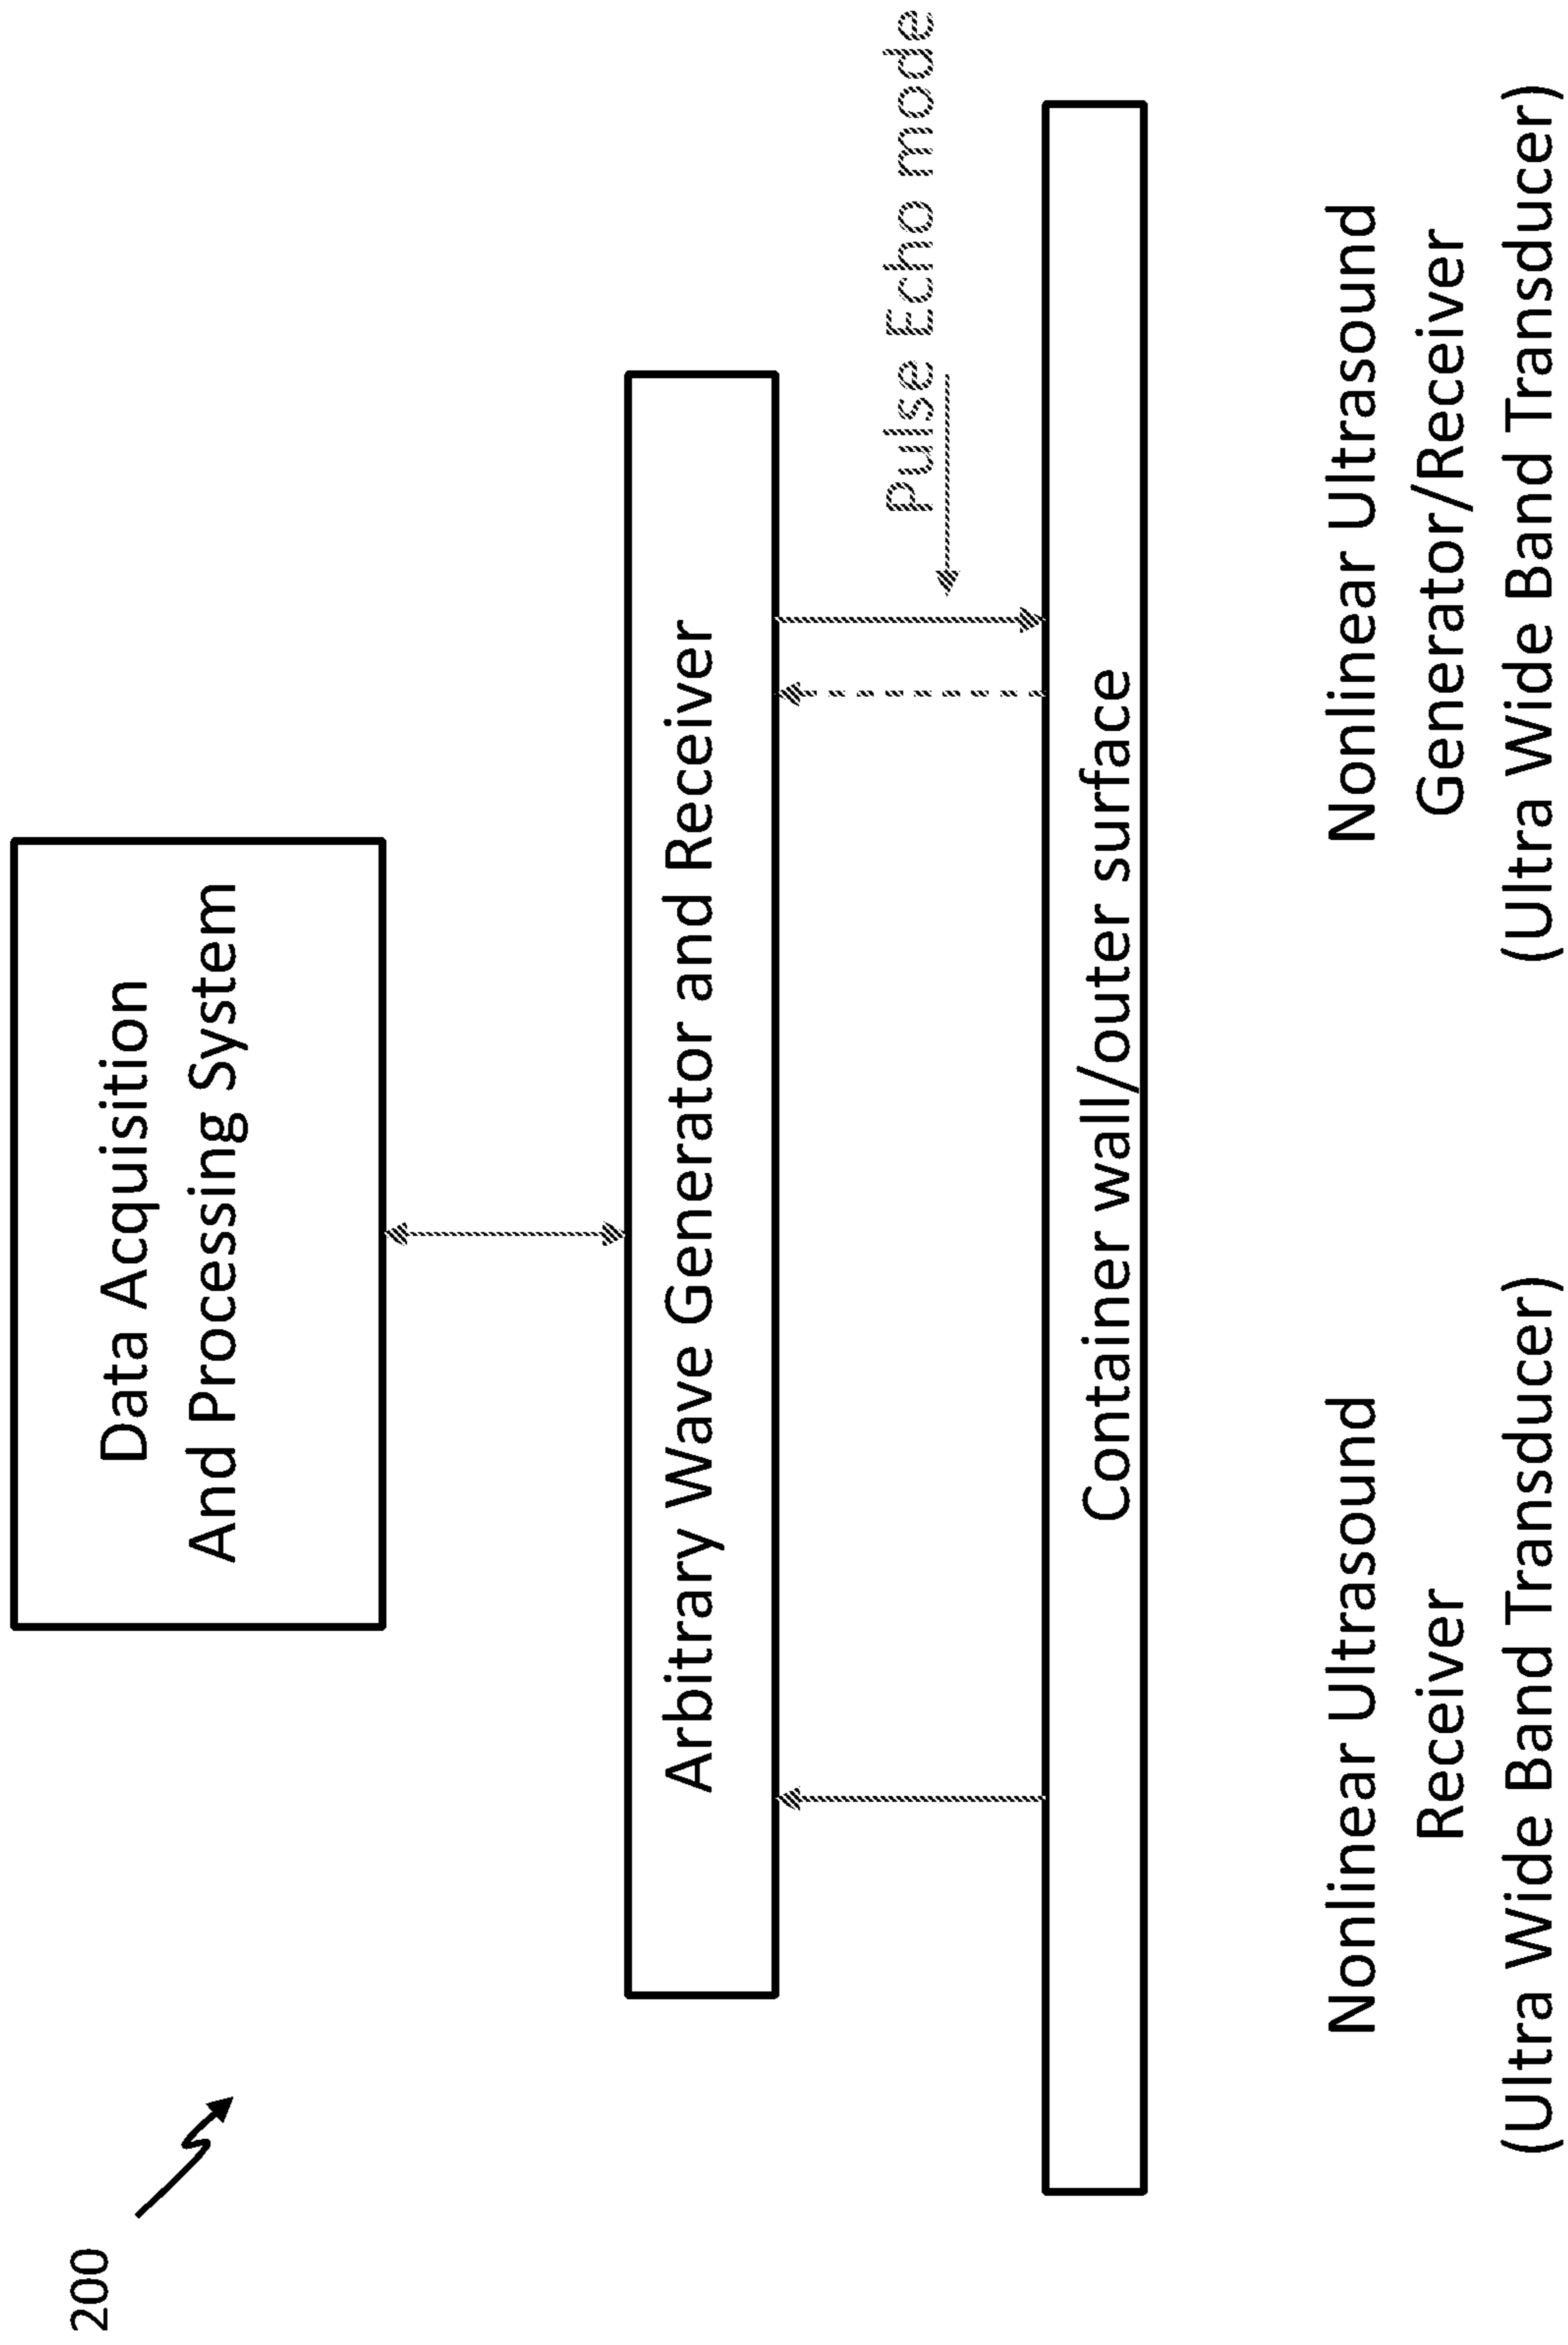 200
Data Acquisition
And Processing System
Arbitrary Wave Generator and Receiver
Pulse Echo mode
Container wall/outer surface
Nonlinear Ultrasound
Receiver
(Ultra Wide Band Transducer)
Nonlinear Ultrasound
Generator/Receiver
(Ultra Wide Band Transducer)